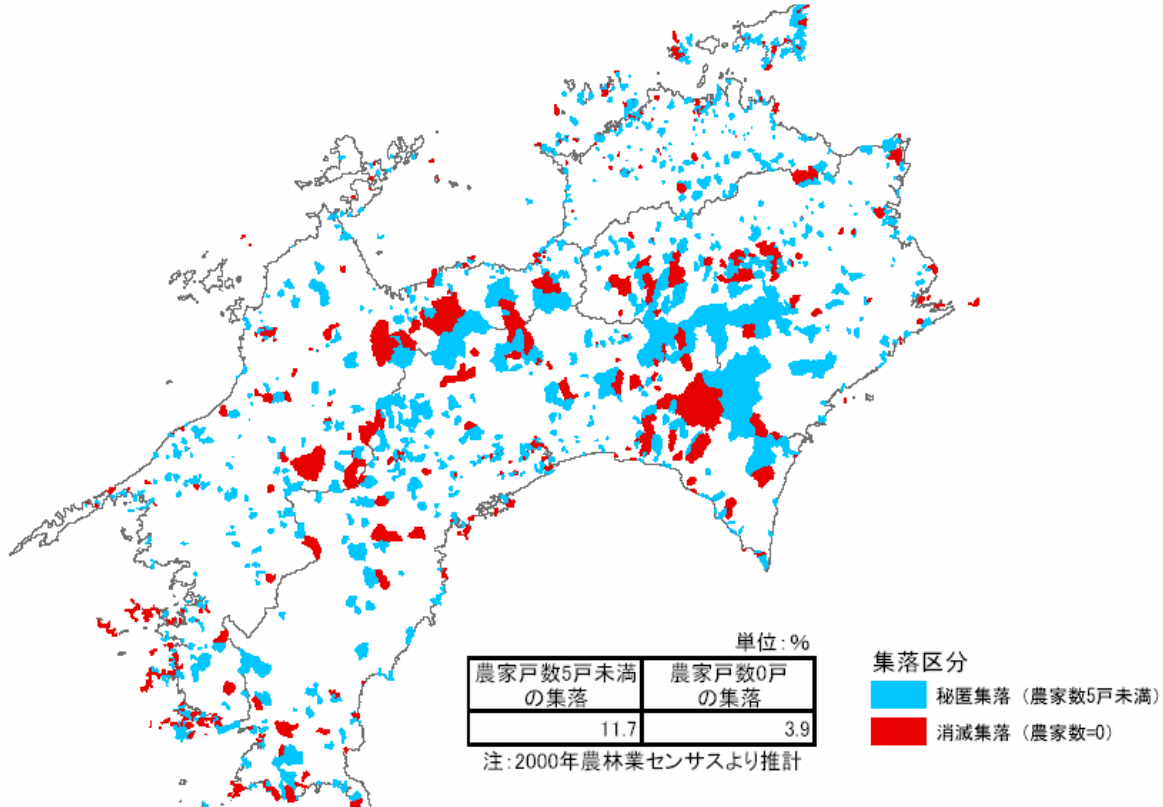 単位：%
農家戸数5戸未満
の集落
農家戸数0戸
の集落
11.7
3.9
注：2000年農林業センサスより推計
集落区分
秘匿集落（農家数5戸未満）
消滅集落（農家数=0）